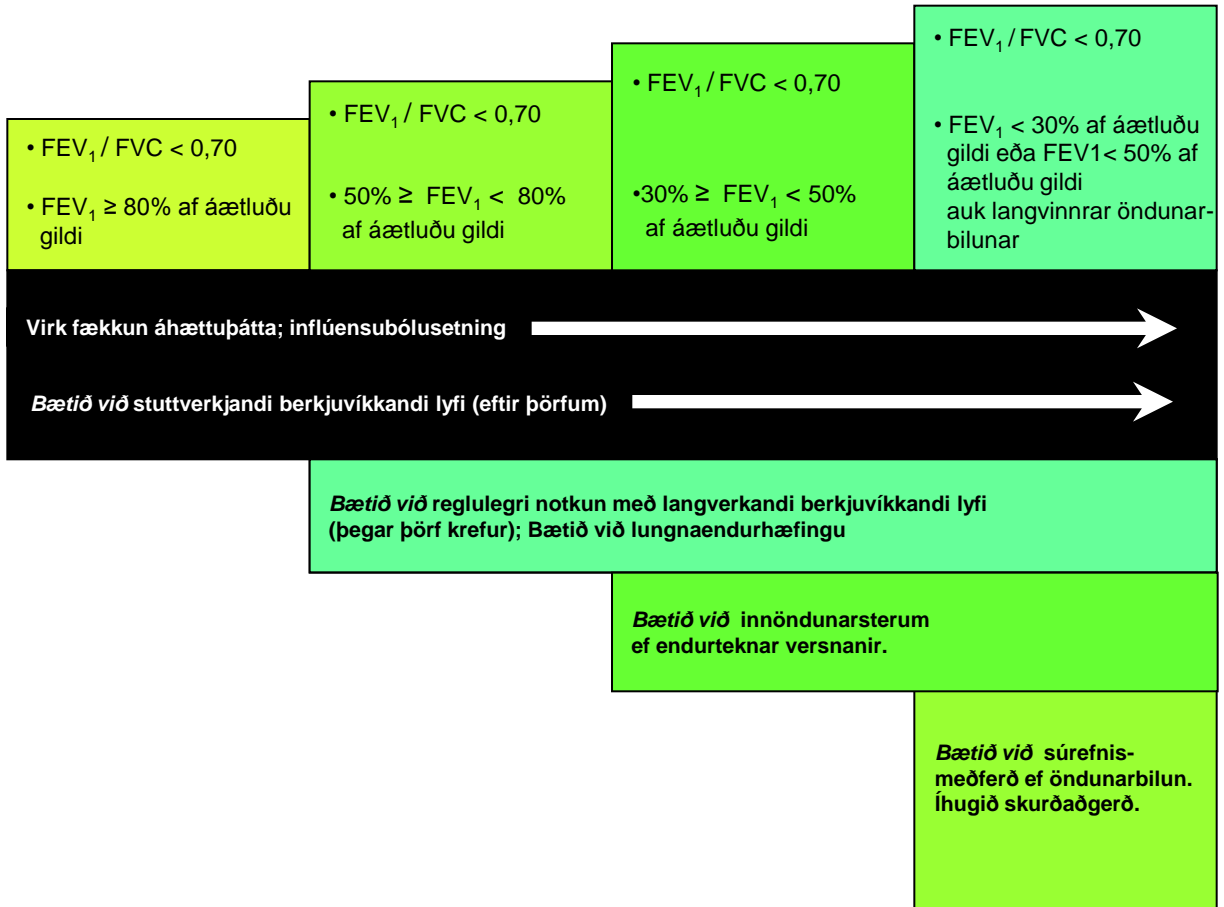 • FEV₁ / FVC < 0,70
• FEV₁ ≥ 80% af áætluðu
gildi
• FEV₁ / FVC < 0,70
• 50% ≥ FEV₁ < 80%
af áætluðu gildi
• FEV₁ / FVC < 0,70
•30% ≥ FEV₁ < 50%
af áætluðu gildi
• FEV₁ / FVC < 0,70
• FEV₁ < 30% af áætluðu
gildi eða FEV1< 50% af
áætluðu gildi
auk langvinnrar öndunar-
bilunar
Virk fækkun áhættuþátta; inflúensubólusetning
Bætið við stuttverkjandi berkjuvíkkandi lyfi (eftir þörfum)
Bætið við reglulegri notkun með langverkandi berkjuvíkkandi lyfi
(þegar þörf krefur); Bætið við lungnaendurhæfingu
Bætið við innöndunarsterum
ef endurteknar versnanir.
Bætið við súrefnis-
meðferð ef öndunarbilun.
Íhugið skurðaðgerð.